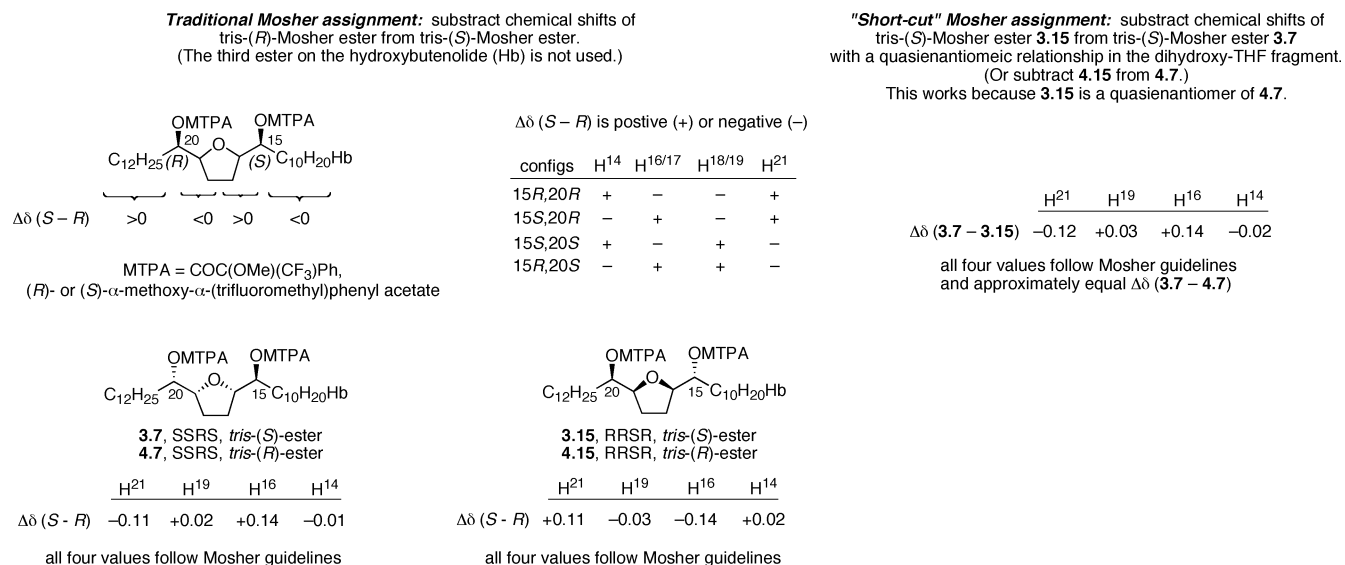 Traditional Mosher assignment: substract chemical shifts of
tris-(R)-Mosher ester from tris-(S)-Mosher ester.
(The third ester on the hydroxybutenolide (Hb) is not used.)
OMTPA OMTPA
20 O 15
C12H25 (R) (S) C10H20Hb
Δδ (S – R) >0 <0 >0 <0
MTPA = COC(OMe)(CF3)Ph,
(R)- or (S)-α-methoxy-α-(trifluoromethyl)phenyl acetate
Δδ (S – R) is postive (+) or negative (–)
configs H14 H16/17 H18/19 H21
15R,20R + – – +
15S,20R – + – +
15S,20S + – + –
15R,20S – + + –
"Short-cut" Mosher assignment: substract chemical shifts of
tris-(S)-Mosher ester 3.15 from tris-(S)-Mosher ester 3.7
with a quasienantiomeic relationship in the dihydroxy-THF fragment.
(Or subtract 4.15 from 4.7.)
This works because 3.15 is a quasienantiomer of 4.7.
H21 H19 H16 H14
Δδ (3.7 – 3.15) –0.12 +0.03 +0.14 –0.02
all four values follow Mosher guidelines
and approximately equal Δδ (3.7 – 4.7)
OMTPA OMTPA
O
C12H25 20 15 C10H20Hb
3.7, SSRS, tris-(S)-ester
4.7, SSRS, tris-(R)-ester
H21 H19 H16 H14
Δδ (S - R) –0.11 +0.02 +0.14 –0.01
all four values follow Mosher guidelines
OMTPA OMTPA
O
C12H25 20 15 C10H20Hb
3.15, RRSR, tris-(S)-ester
4.15, RRSR, tris-(R)-ester
H21 H19 H16 H14
Δδ (S - R) +0.11 –0.03 –0.14 +0.02
all four values follow Mosher guidelines